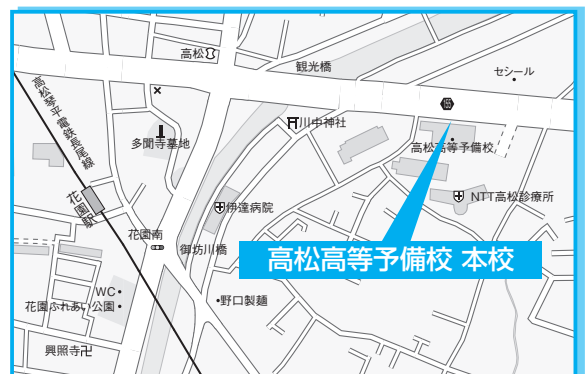 高松
観光橋
セシール
高松琴平電鉄長尾線
川中神社
多聞寺墓地
高松高等予備校
花園駅
伊達病院
NTT高松診療所
花園南
御坊川橋
高松高等予備校 本校
WC
花園ふれあい公園
野口製麺
興照寺